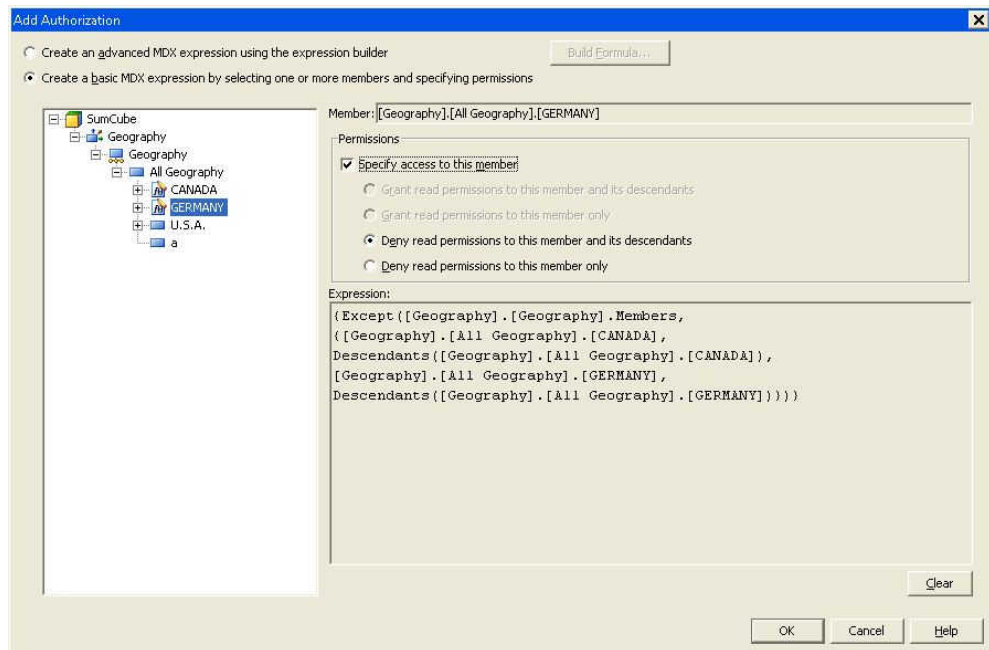 Add Authorization
Create an advanced MDX expression using the expression builder
Build Formula...
Create a basic MDX expression by selecting one or more members and specifying permissions
SumCube
Geography
Geography
All Geography
CANADA
GERMANY
U.S.A.
a
Member: [Geography].[All Geography].[GERMANY]
Permissions
Specify access to this member
Grant read permissions to this member and its descendants
Grant read permissions to this member only
Deny read permissions to this member and its descendants
Deny read permissions to this member only
Expression:
{Except([Geography].[Geography].Members,
{[Geography].[All Geography].[CANADA],
Descendants([Geography].[All Geography].[CANADA]),
[Geography].[All Geography].[GERMANY],
Descendants([Geography].[All Geography].[GERMANY])})}
Clear
OK
Cancel
Help